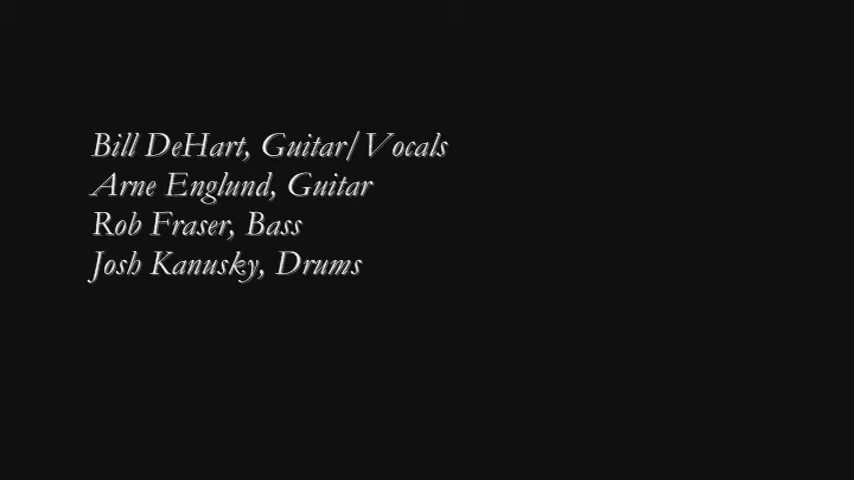 Bill DeHart, Guitar/Vocals
Arne Englund, Guitar
Rob Fraser, Bass
Josh Kanusky, Drums